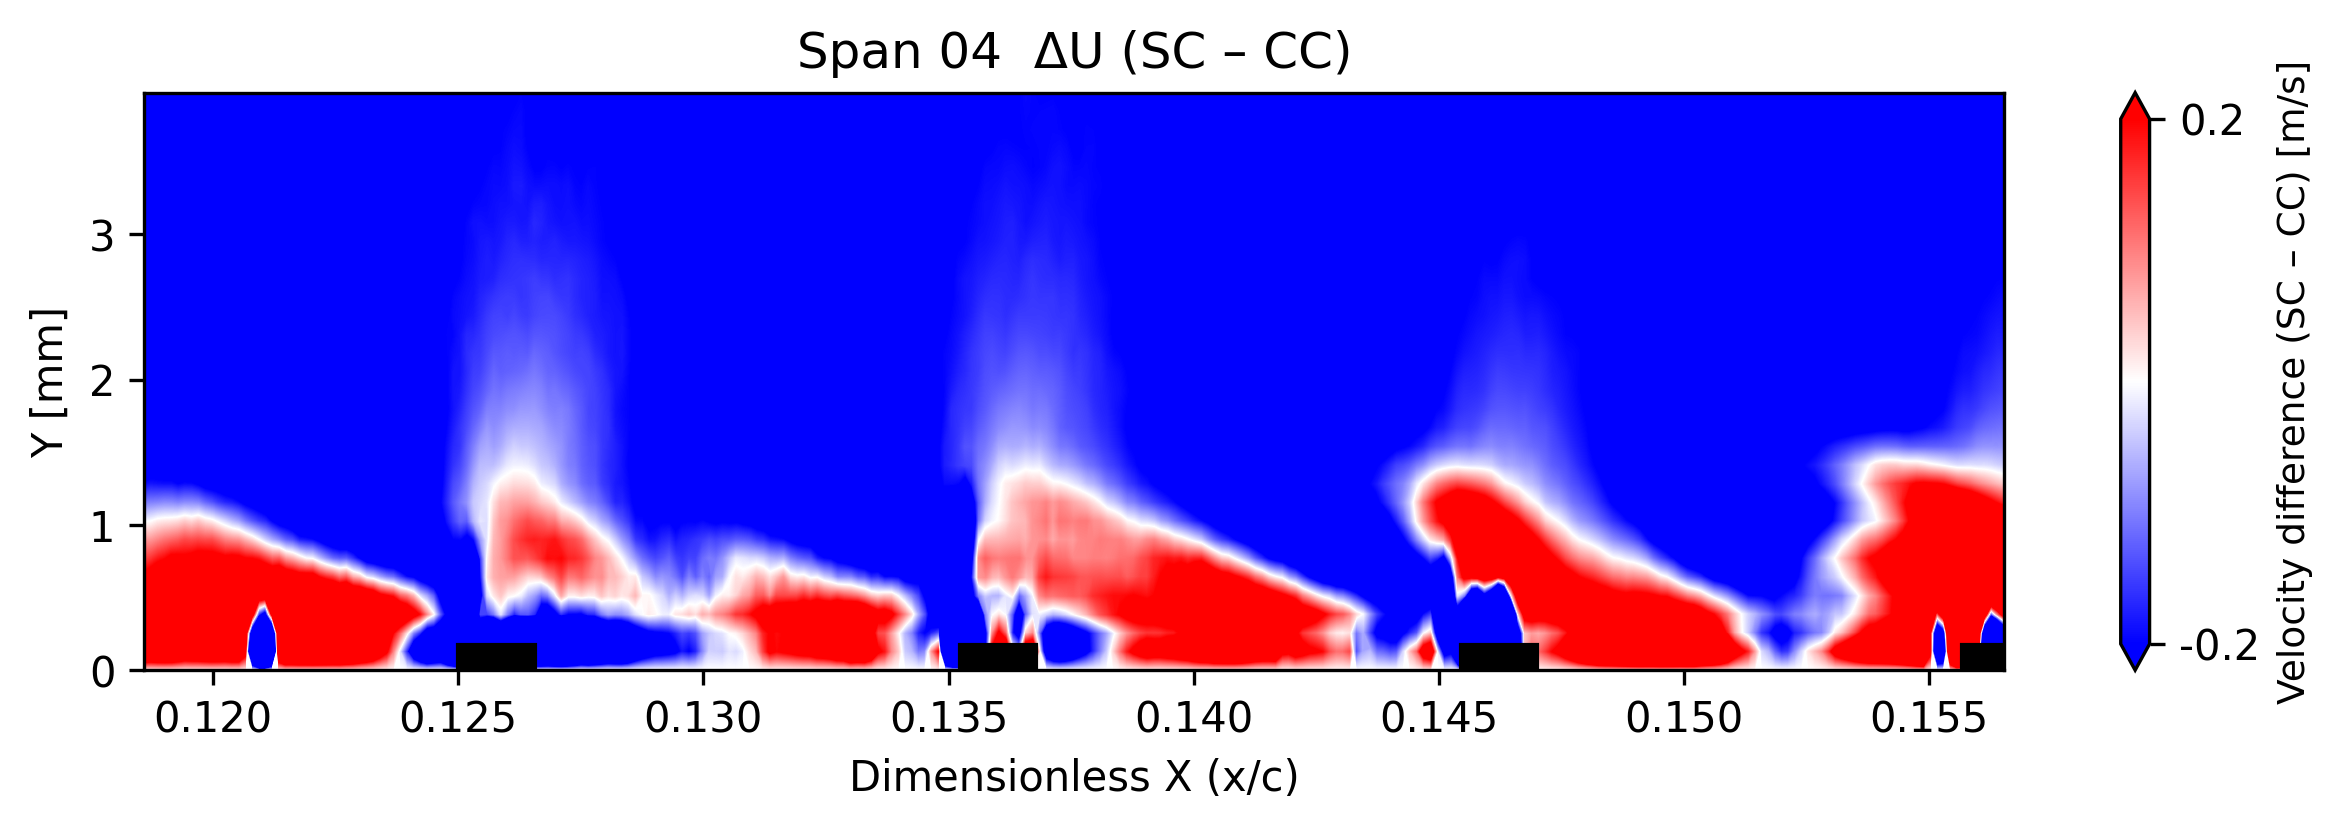 Span 04  ΔU (SC – CC)
3
2
1
0
Y [mm]
0.120 0.125 0.130 0.135 0.140 0.145 0.150 0.155
Dimensionless X (x/c)
0.2
-0.2
Velocity difference (SC – CC) [m/s]